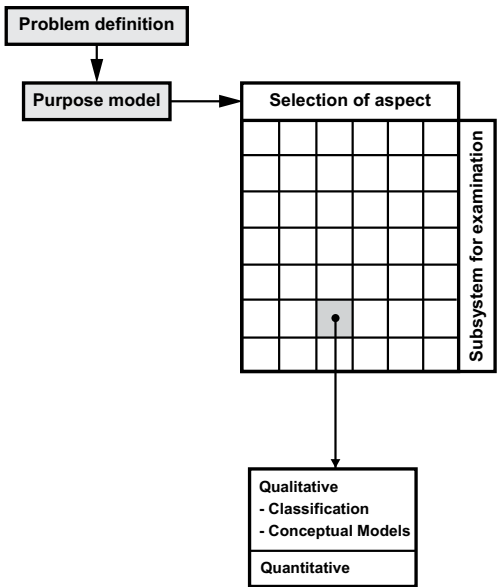 Problem definition
Purpose model
Selection of aspect
Subsystem for examination
Qualitative
- Classification
- Conceptual Models
Quantitative